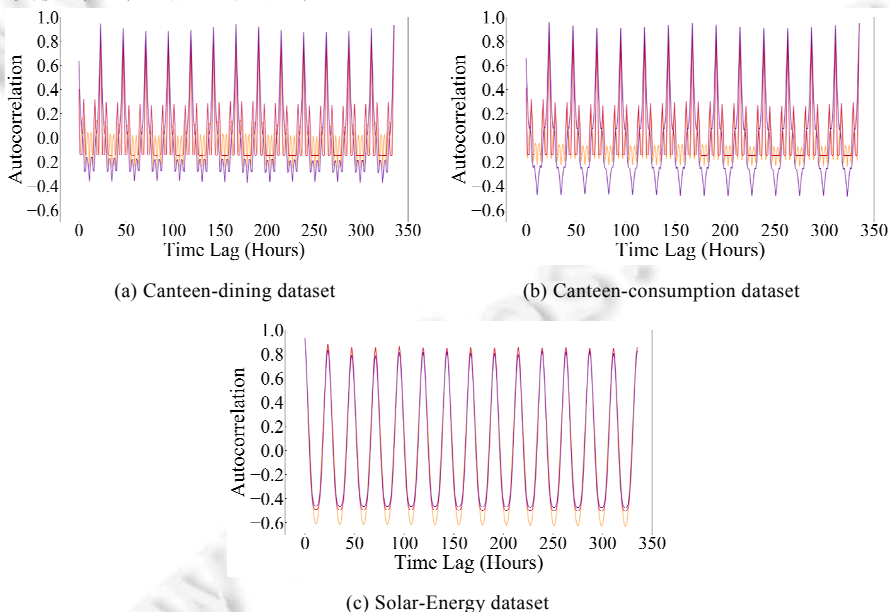 1.0
0.8
0.6
0.4
0.2
0.0
0.2
−0.4
−0.6
Autocorrelation
0 50 100 150 200 250 300 350
Timc Lag (Hours)
(a) Canteen-dining dataset
1.0
0.8
0.6
0.4
0.2
0.0
0.2
−0.4
−0.6
Autocorrelation
0 50 100 150 200 250 300 350
Timc Lag (Hours)
(b) Canteen-consumption dataset
1.0
0.8
0.6
0.4
0.2
0.0
−0.2
−0.4
−0.6
Autocorrelation
0 50 100 150 200 250 300 350
Timc Lag (Hours)
(c) Solar-Energy dataset